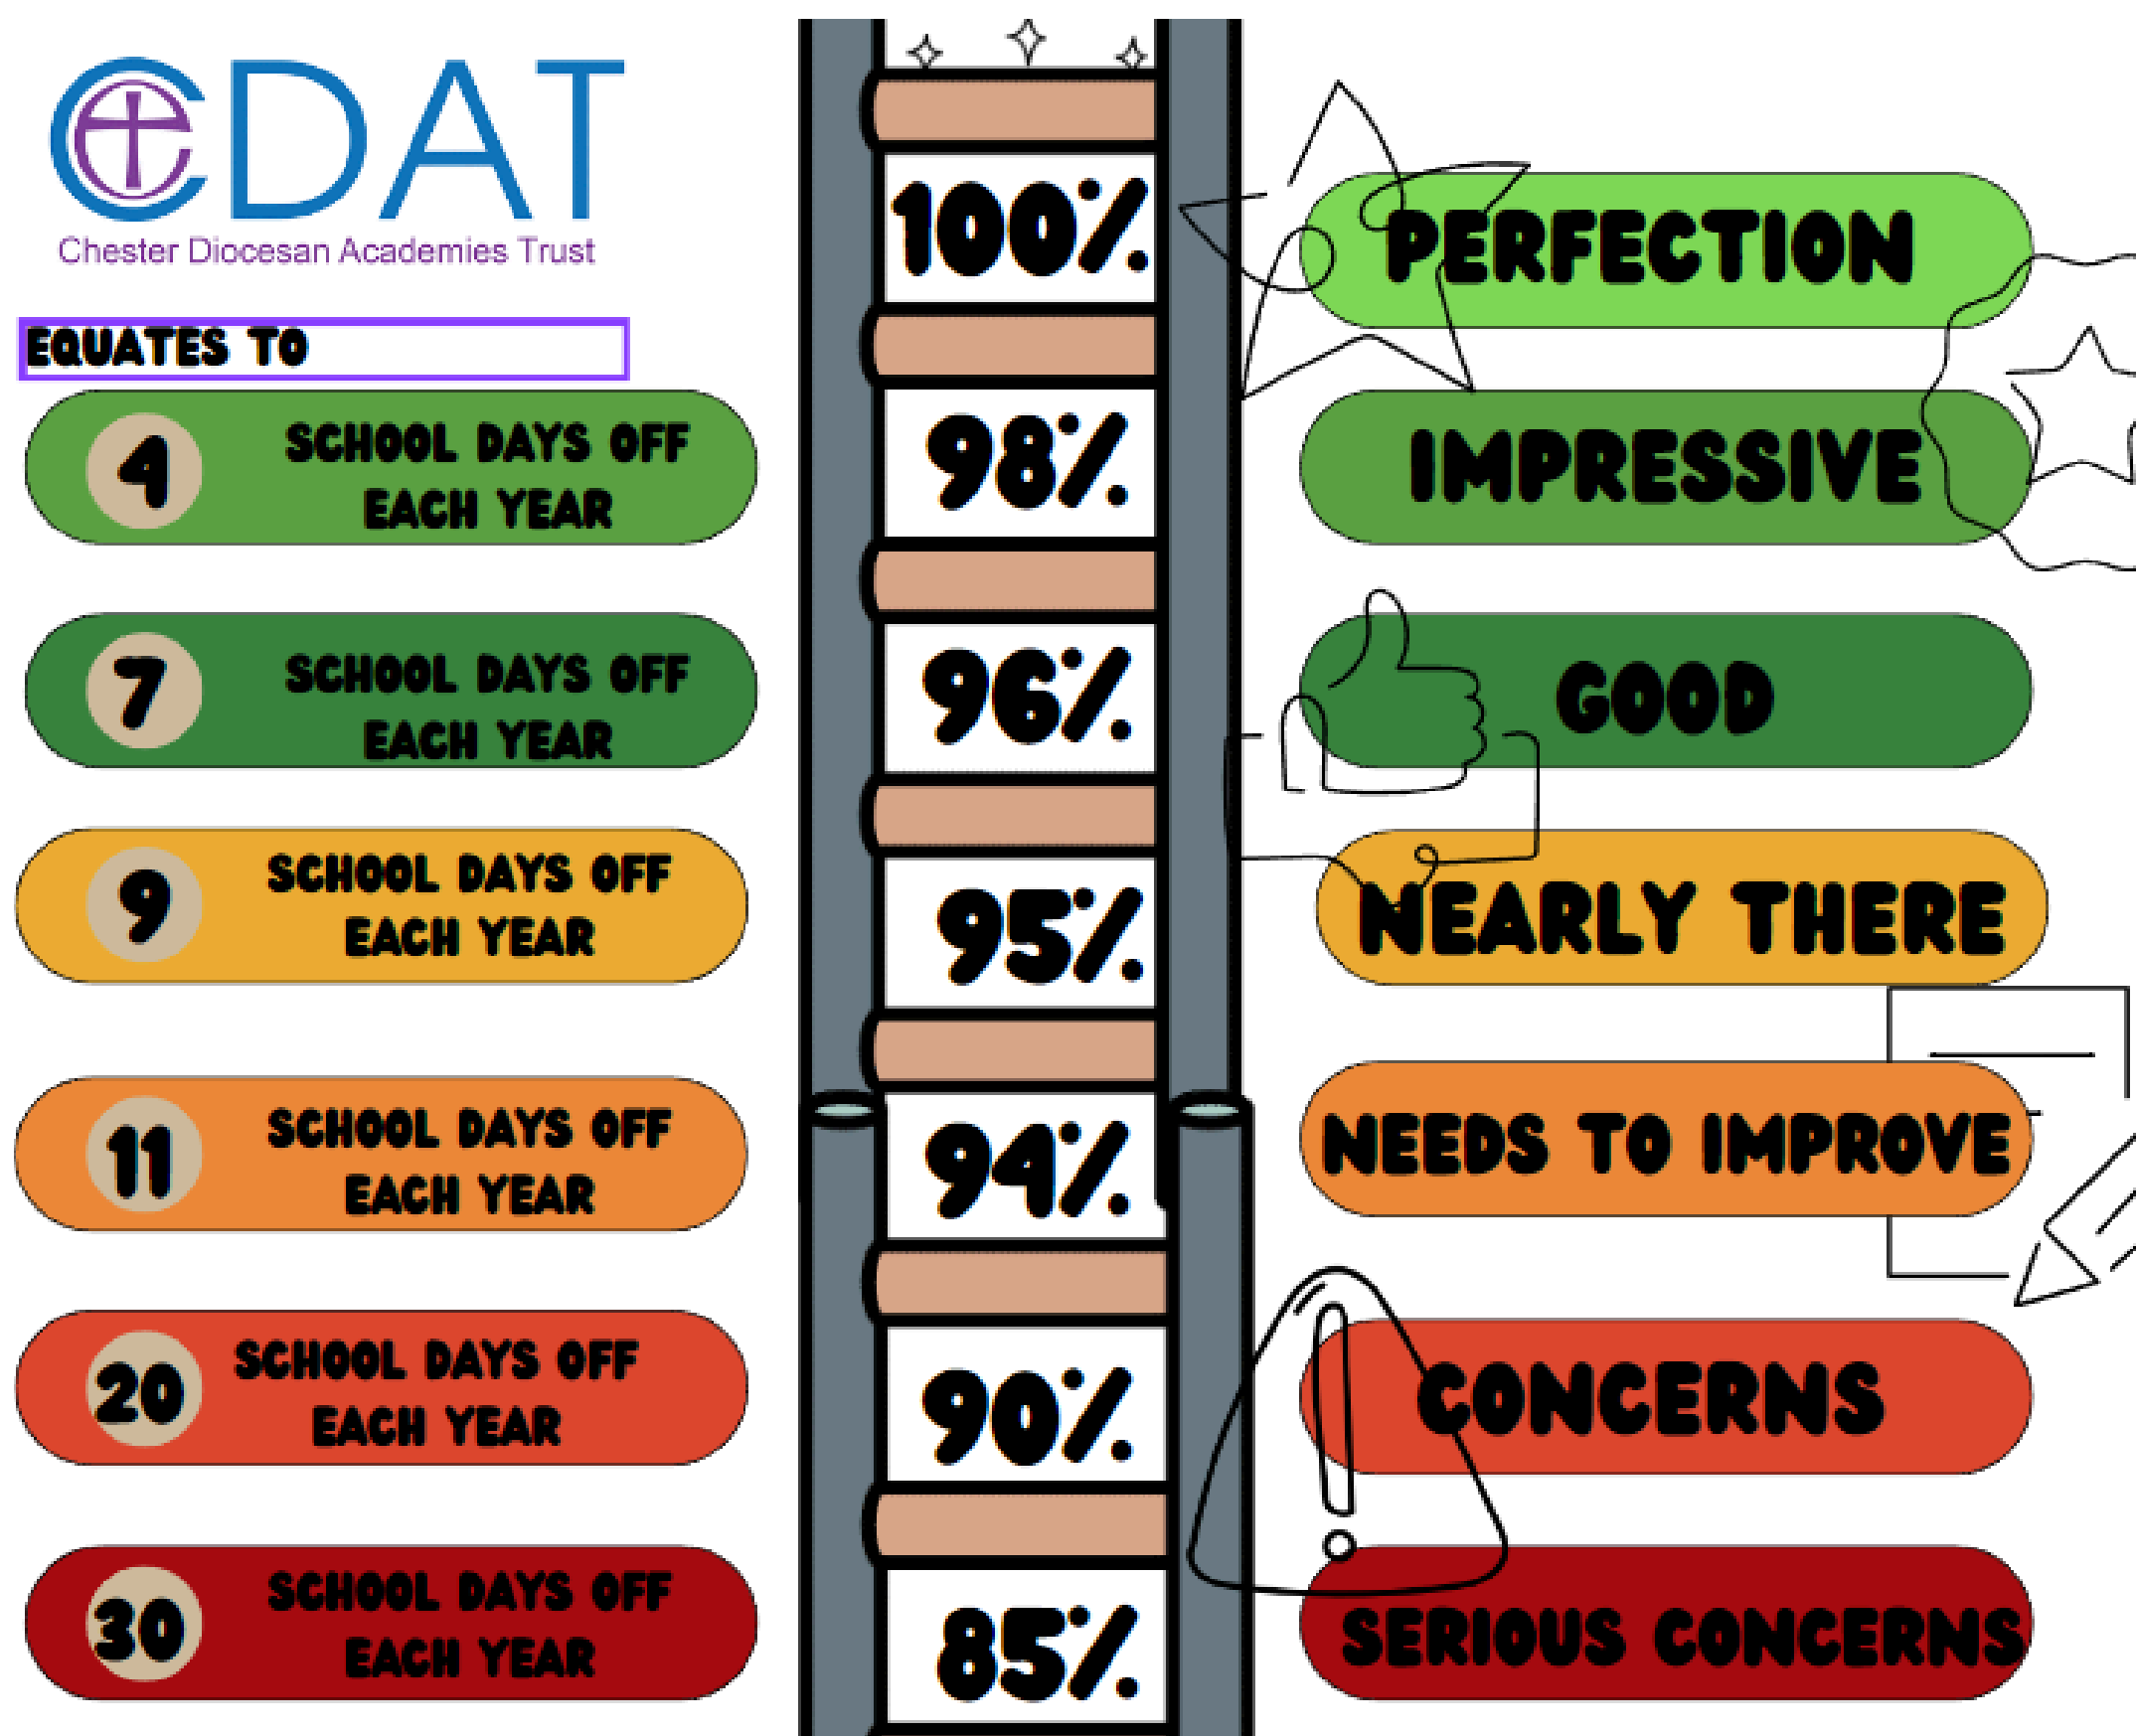 CDAT
Chester Diocesan Academies Trust
EQUATES TO
100%
PERFECTION
4
SCHOOL DAYS OFF
EACH YEAR
98%
IMPRESSIVE
7
SCHOOL DAYS OFF
EACH YEAR
96%
GOOD
9
SCHOOL DAYS OFF
EACH YEAR
95%
NEARLY THERE
11
SCHOOL DAYS OFF
EACH YEAR
94%
NEEDS TO IMPROVE
20
SCHOOL DAYS OFF
EACH YEAR
90%
CONCERNS
30
SCHOOL DAYS OFF
EACH YEAR
85%
SERIOUS CONCERNS